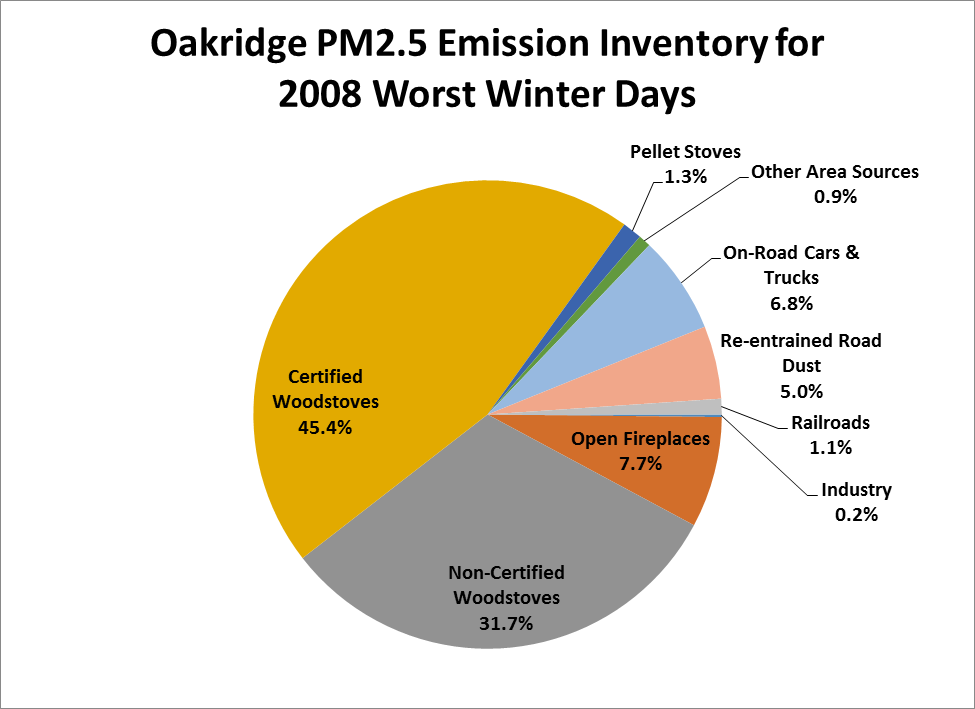 Oakridge PM2.5 Emission Inventory for
2008 Worst Winter Days
Pellet Stoves
1.3%
Other Area Sources
0.9%
On-Road Cars &
Trucks
6.8%
Re-entrained Road
Dust
5.0%
Railroads
1.1%
Industry
0.2%
Open Fireplaces
7.7%
Non-Certified
Woodstoves
31.7%
Certified
Woodstoves
45.4%